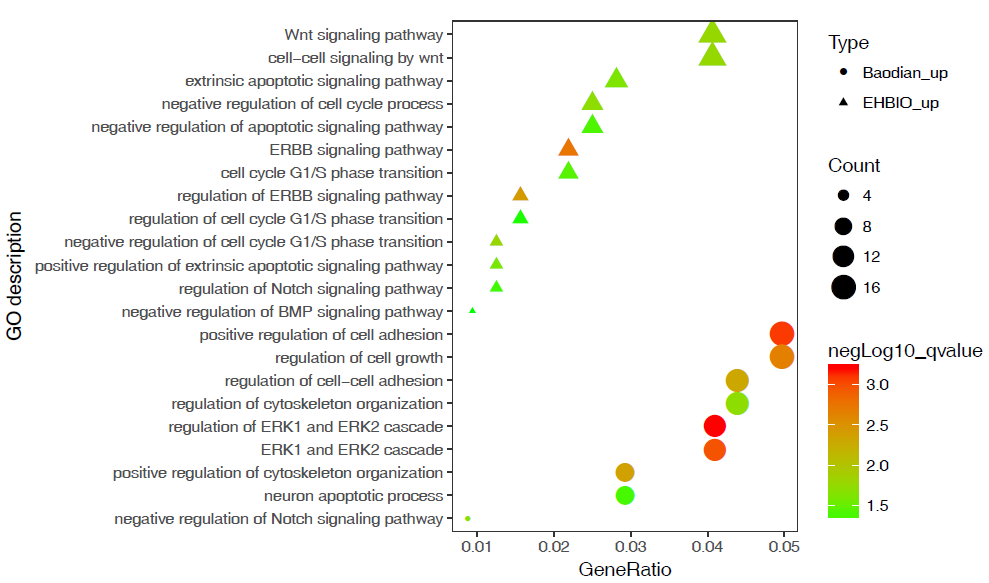 Wnt signaling pathway
cell−cell signaling by wnt
extrinsic apoptotic signaling pathway
negative regulation of cell cycle process
negative regulation of apoptotic signaling pathway
ERBB signaling pathway
cell cycle G1/S phase transition
regulation of ERBB signaling pathway
regulation of cell cycle G1/S phase transition
negative regulation of cell cycle G1/S phase transition
positive regulation of extrinsic apoptotic signaling pathway
regulation of Notch signaling pathway
negative regulation of BMP signaling pathway
positive regulation of cell adhesion
regulation of cell growth
regulation of cell−cell adhesion
regulation of cytoskeleton organization
regulation of ERK1 and ERK2 cascade
ERK1 and ERK2 cascade
positive regulation of cytoskeleton organization
neuron apoptotic process
negative regulation of Notch signaling pathway
GO description
0.01 0.02 0.03 0.04 0.05
GeneRatio
Type
Baodian_up
EHBIO_up
Count
4
8
12
16
negLog10_qvalue
3.0
2.5
2.0
1.5